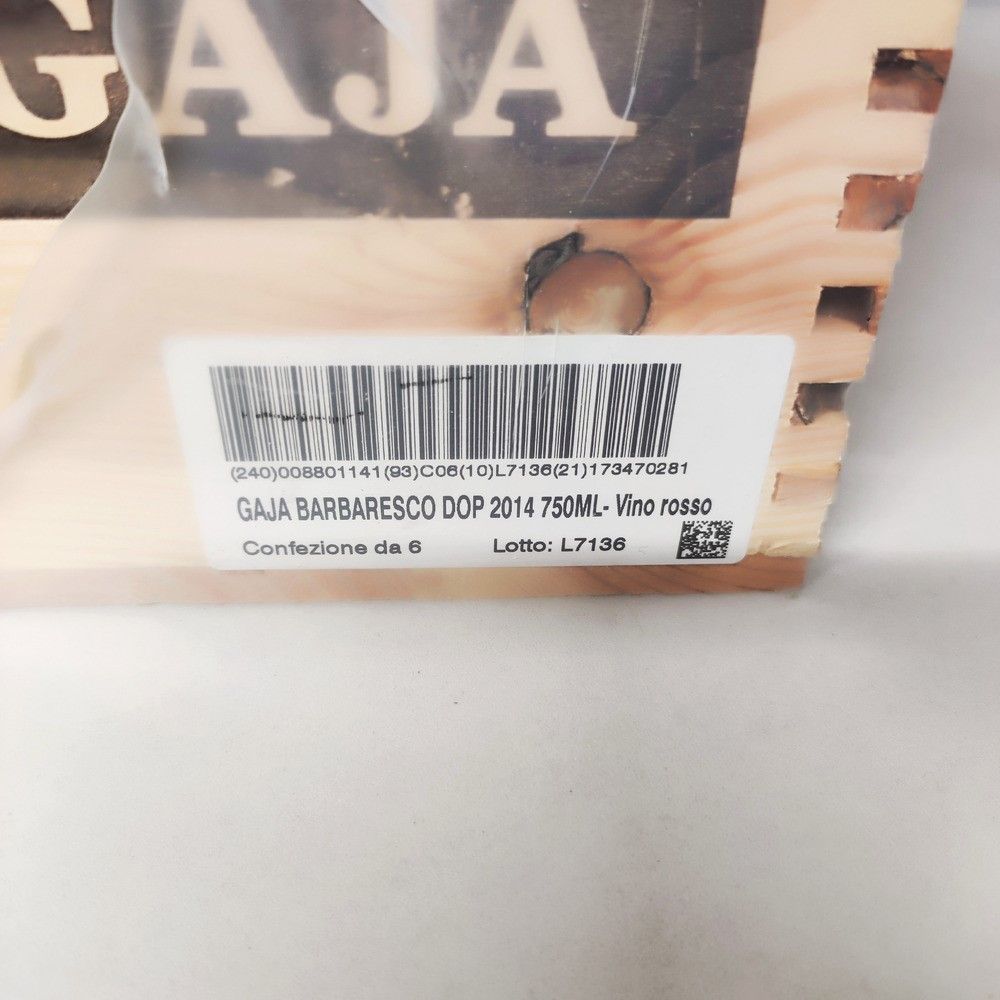 GAJA
(240)008801141(93)C06(10)L7136(21)173470281
GAJA BARBARESCO DOP 2014 750ML- Vino rosso
Confezione da 6 Lotto: L7136